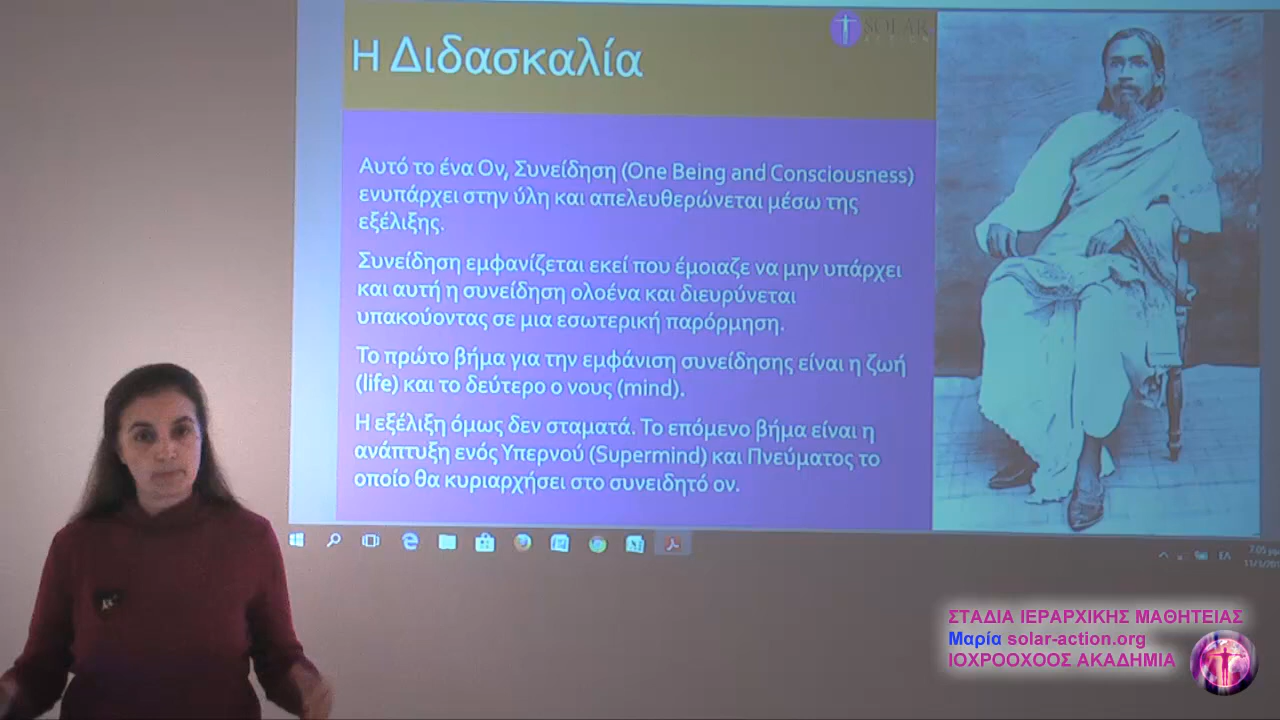 SOLAR
ACTION
Η Διδασκαλία
Αυτό το ένα Ον, Συνείδηση (One Being and Consciousness)
ενυπάρχει στην ύλη και απελευθερώνεται μέσω της
εξέλιξης.
Συνείδηση εμφανίζεται εκεί που έμοιαζε να μην υπάρχει
και αυτή η συνείδηση ολοένα και διευρύνεται
υπακούοντας σε μια εσωτερική παρόρμηση.
Το πρώτο βήμα για την εμφάνιση συνείδησης είναι η ζωή
(life) και το δεύτερο ο νους (mind).
Η εξέλιξη όμως δεν σταματά. Το επόμενο βήμα είναι η
ανάπτυξη ενός Υπερνού (Supermind) και Πνεύματος το
οποίο θα κυριαρχήσει στο συνειδητό ον.
ΕΛ
7:05
ΣΤΑΔΙΑ ΙΕΡΑΡΧΙΚΗΣ ΜΑΘΗΤΕΙΑΣ
Μαρία solar-action.org
ΙΟΧΡΟΟΧΟΟΣ ΑΚΑΔΗΜΙΑ